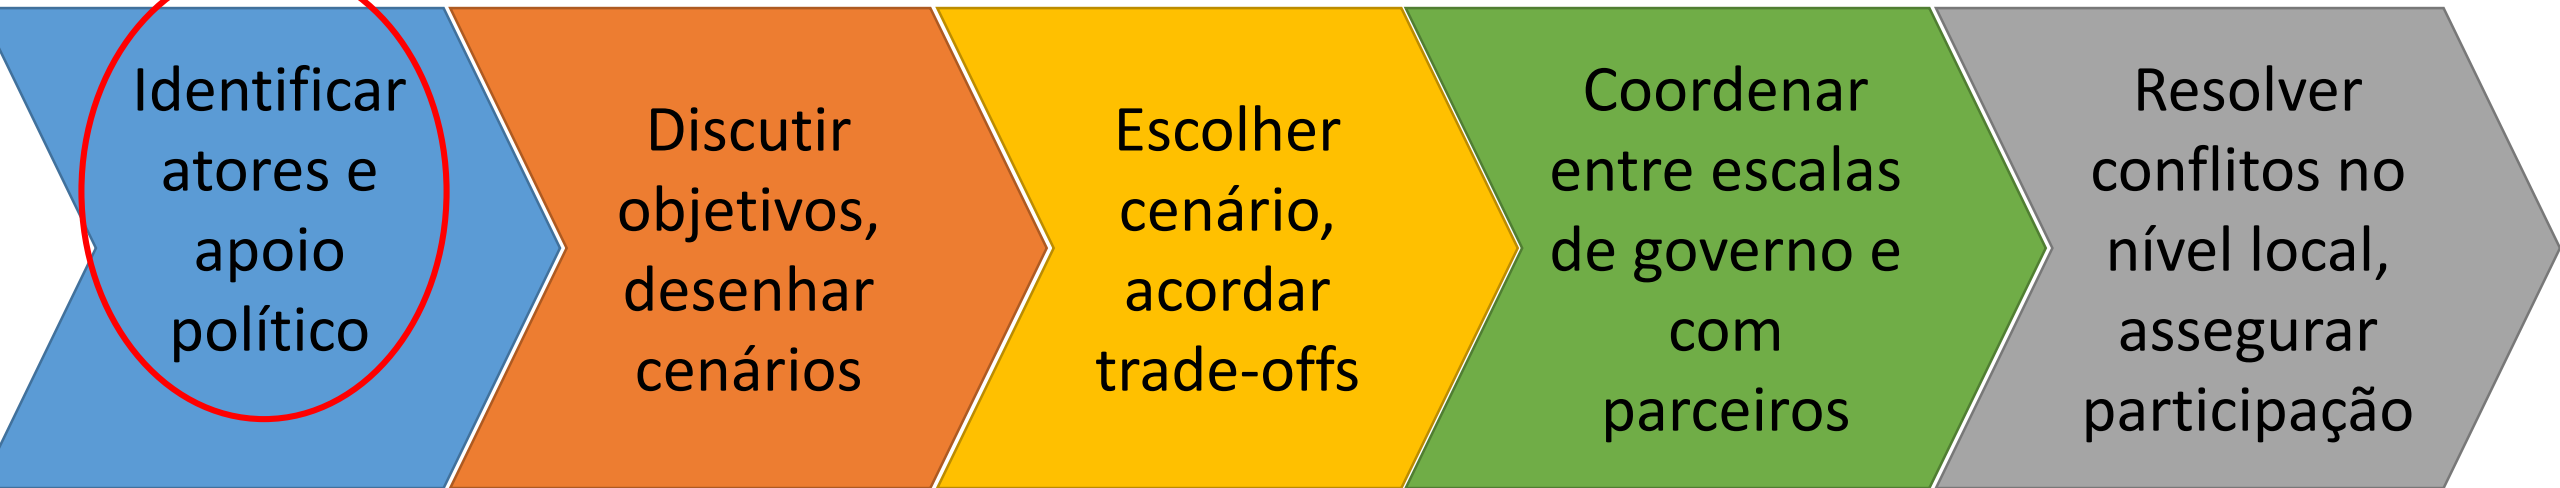 Identificar
atores e
apoio
político
Discutir
objetivos,
desenhar
cenários
Escolher
cenário,
acordar
trade-offs
Coordenar
entre escalas
de governo e
com
parceiros
Resolver
conflitos no
nível local,
assegurar
participação